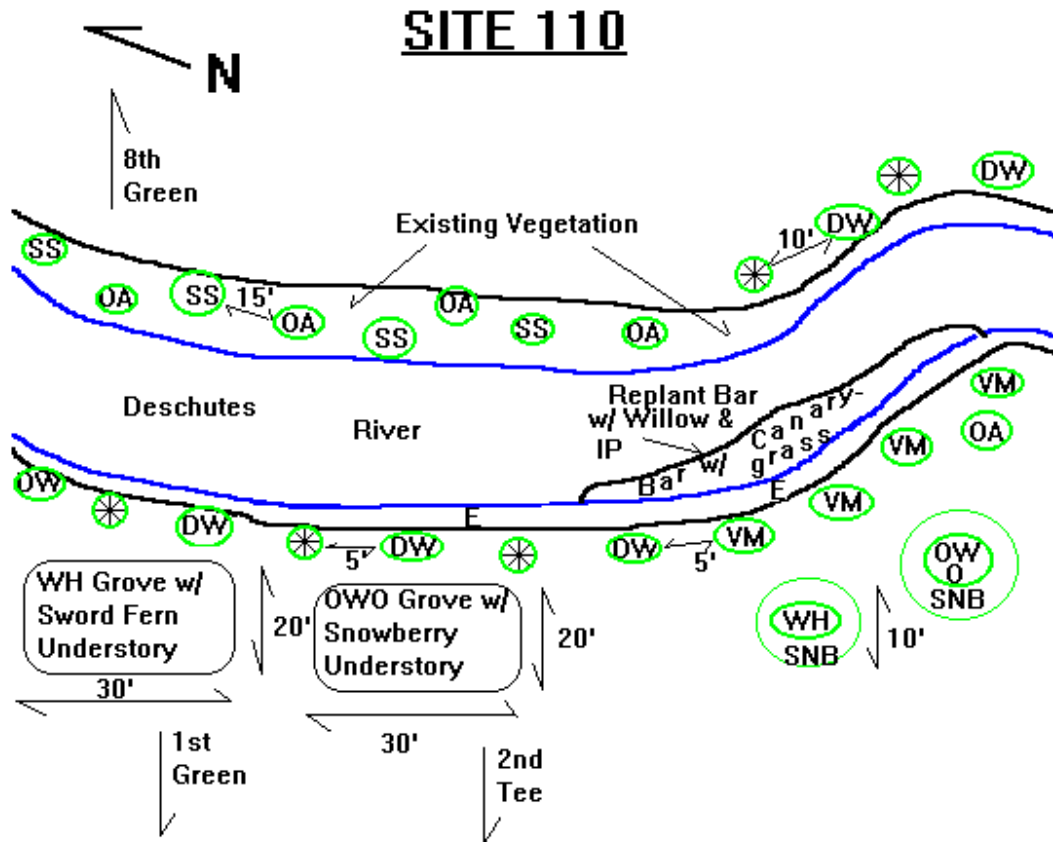 SITE 110
N
8th
Green
DW
DW
10'
Existing Vegetation
SS
SS
15'
OA
OA
SS
OA
SS
OA
Deschutes
River
Replant Bar
w/ Willow &
IP
Bar w/
Canary-
grass
E
E
VM
OA
VM
VM
VM
5'
DW
DW
5'
DW
OW
WH Grove w/
Sword Fern
Understory
20'
30'
OWO Grove w/
Snowberry
Understory
20'
30'
WH
SNB
10'
OW
O
SNB
1st
Green
2nd
Tee